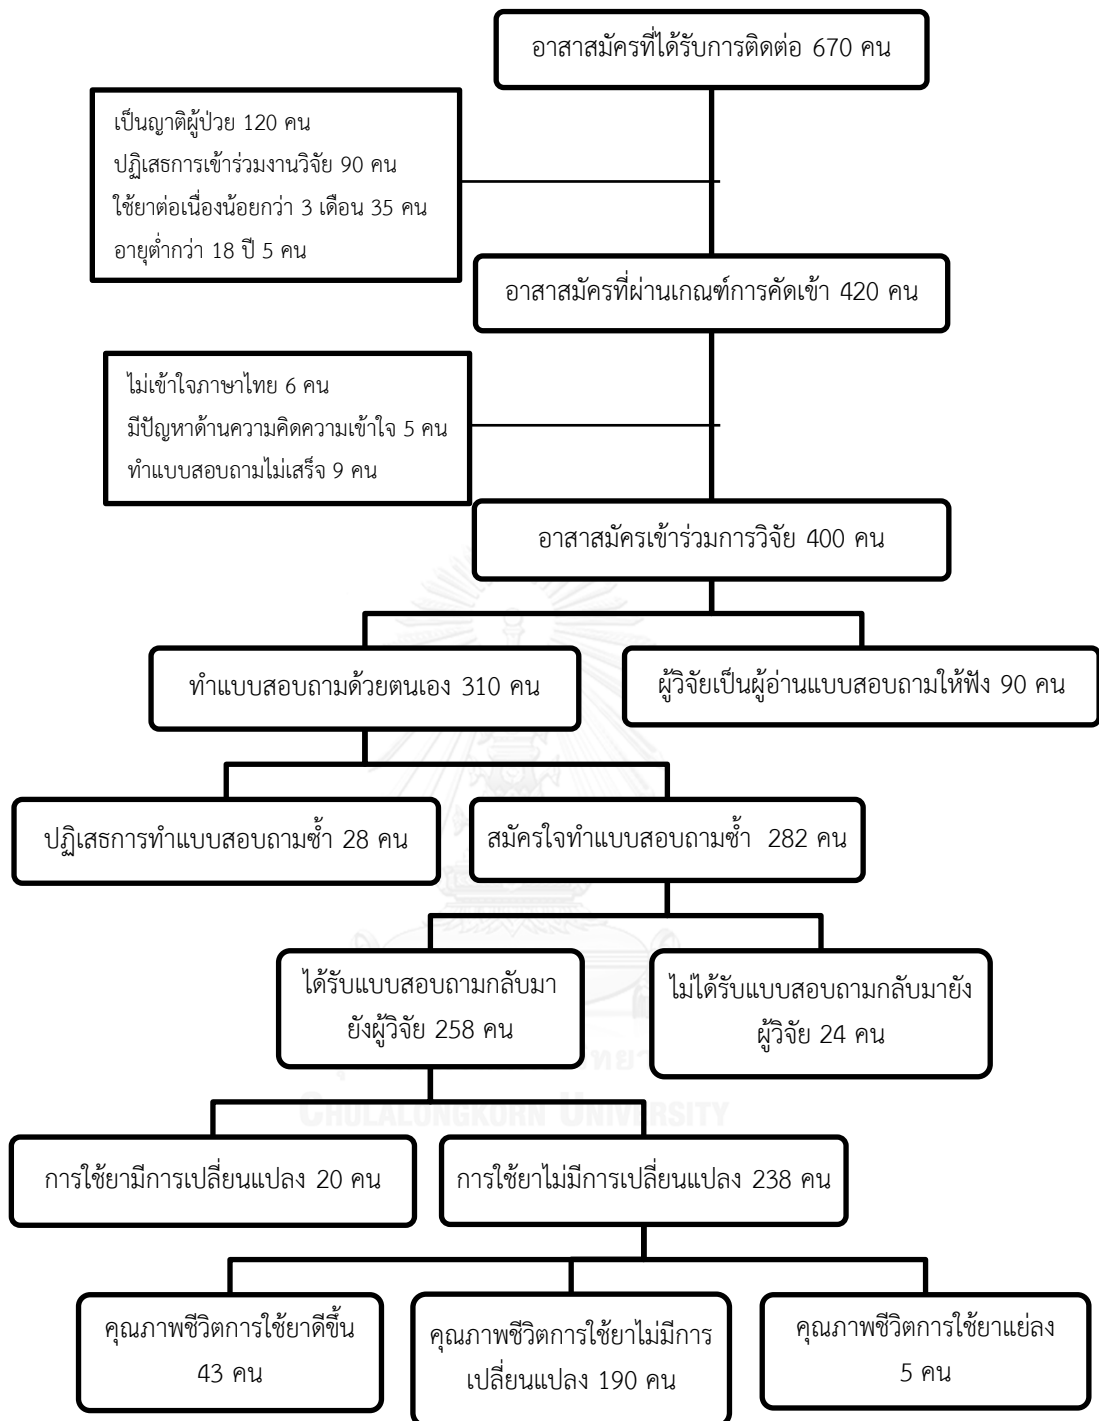 อาสาสมัครที่ได้รับการติดต่อ 670 คน
เป็นญาติผู้ป่วย 120 คน
ปฏิเสธการเข้าร่วมงานวิจัย 90 คน
ใช้ยาต่อเนื่องน้อยกว่า 3 เดือน 35 คน
อายุต่ำกว่า 18 ปี 5 คน
อาสาสมัครที่ผ่านเกณฑ์การคัดเข้า 420 คน
ไม่เข้าใจภาษาไทย 6 คน
มีปัญหาด้านความคิดความเข้าใจ 5 คน
ทำแบบสอบถามไม่เสร็จ 9 คน
อาสาสมัครเข้าร่วมการวิจัย 400 คน
ทำแบบสอบถามด้วยตนเอง 310 คน
ผู้วิจัยเป็นผู้อ่านแบบสอบถามให้ฟัง 90 คน
ปฏิเสธการทำแบบสอบถามซ้ำ 28 คน
สมัครใจทำแบบสอบถามซ้ำ 282 คน
ได้รับแบบสอบถามกลับมา
ยังผู้วิจัย 258 คน
ไม่ได้รับแบบสอบถามกลับมายัง
ผู้วิจัย 24 คน
CHULALONGKORN UNIVERSITY
การใช้ยามีการเปลี่ยนแปลง 20 คน
การใช้ยาไม่มีการเปลี่ยนแปลง 238 คน
คุณภาพชีวิตการใช้ยาดีขึ้น
43 คน
คุณภาพชีวิตการใช้ยาไม่มีการ
เปลี่ยนแปลง 190 คน
คุณภาพชีวิตการใช้ยาแย่ลง
5 คน